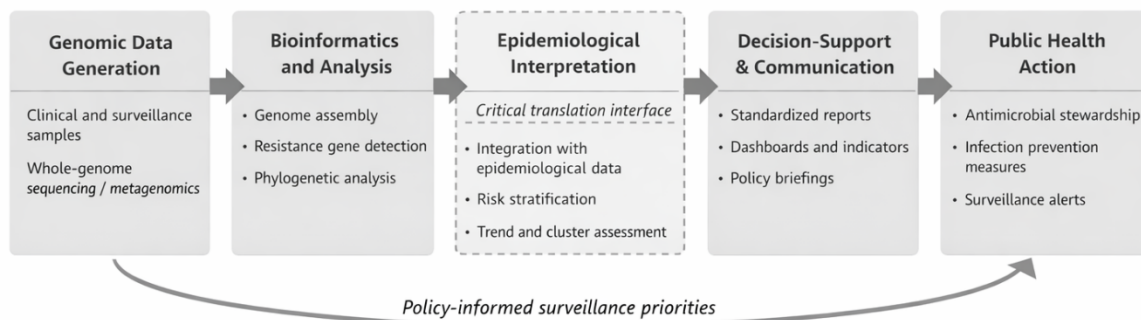 Genomic Data
Generation
Clinical and surveillance
samples
Whole-genome
sequencing / metagenomics
Bioinformatics
and Analysis
• Genome assembly
• Resistance gene detection
• Phylogenetic analysis
Epidemiological
Interpretation
Critical translation interface
• Integration with
epidemiological data
• Risk stratification
• Trend and cluster assessment
Decision-Support
& Communication
• Standardized reports
• Dashboards and indicators
• Policy briefings
Public Health
Action
• Antimicrobial stewardship
• Infection prevention
measures
• Surveillance alerts
Policy-informed surveillance priorities